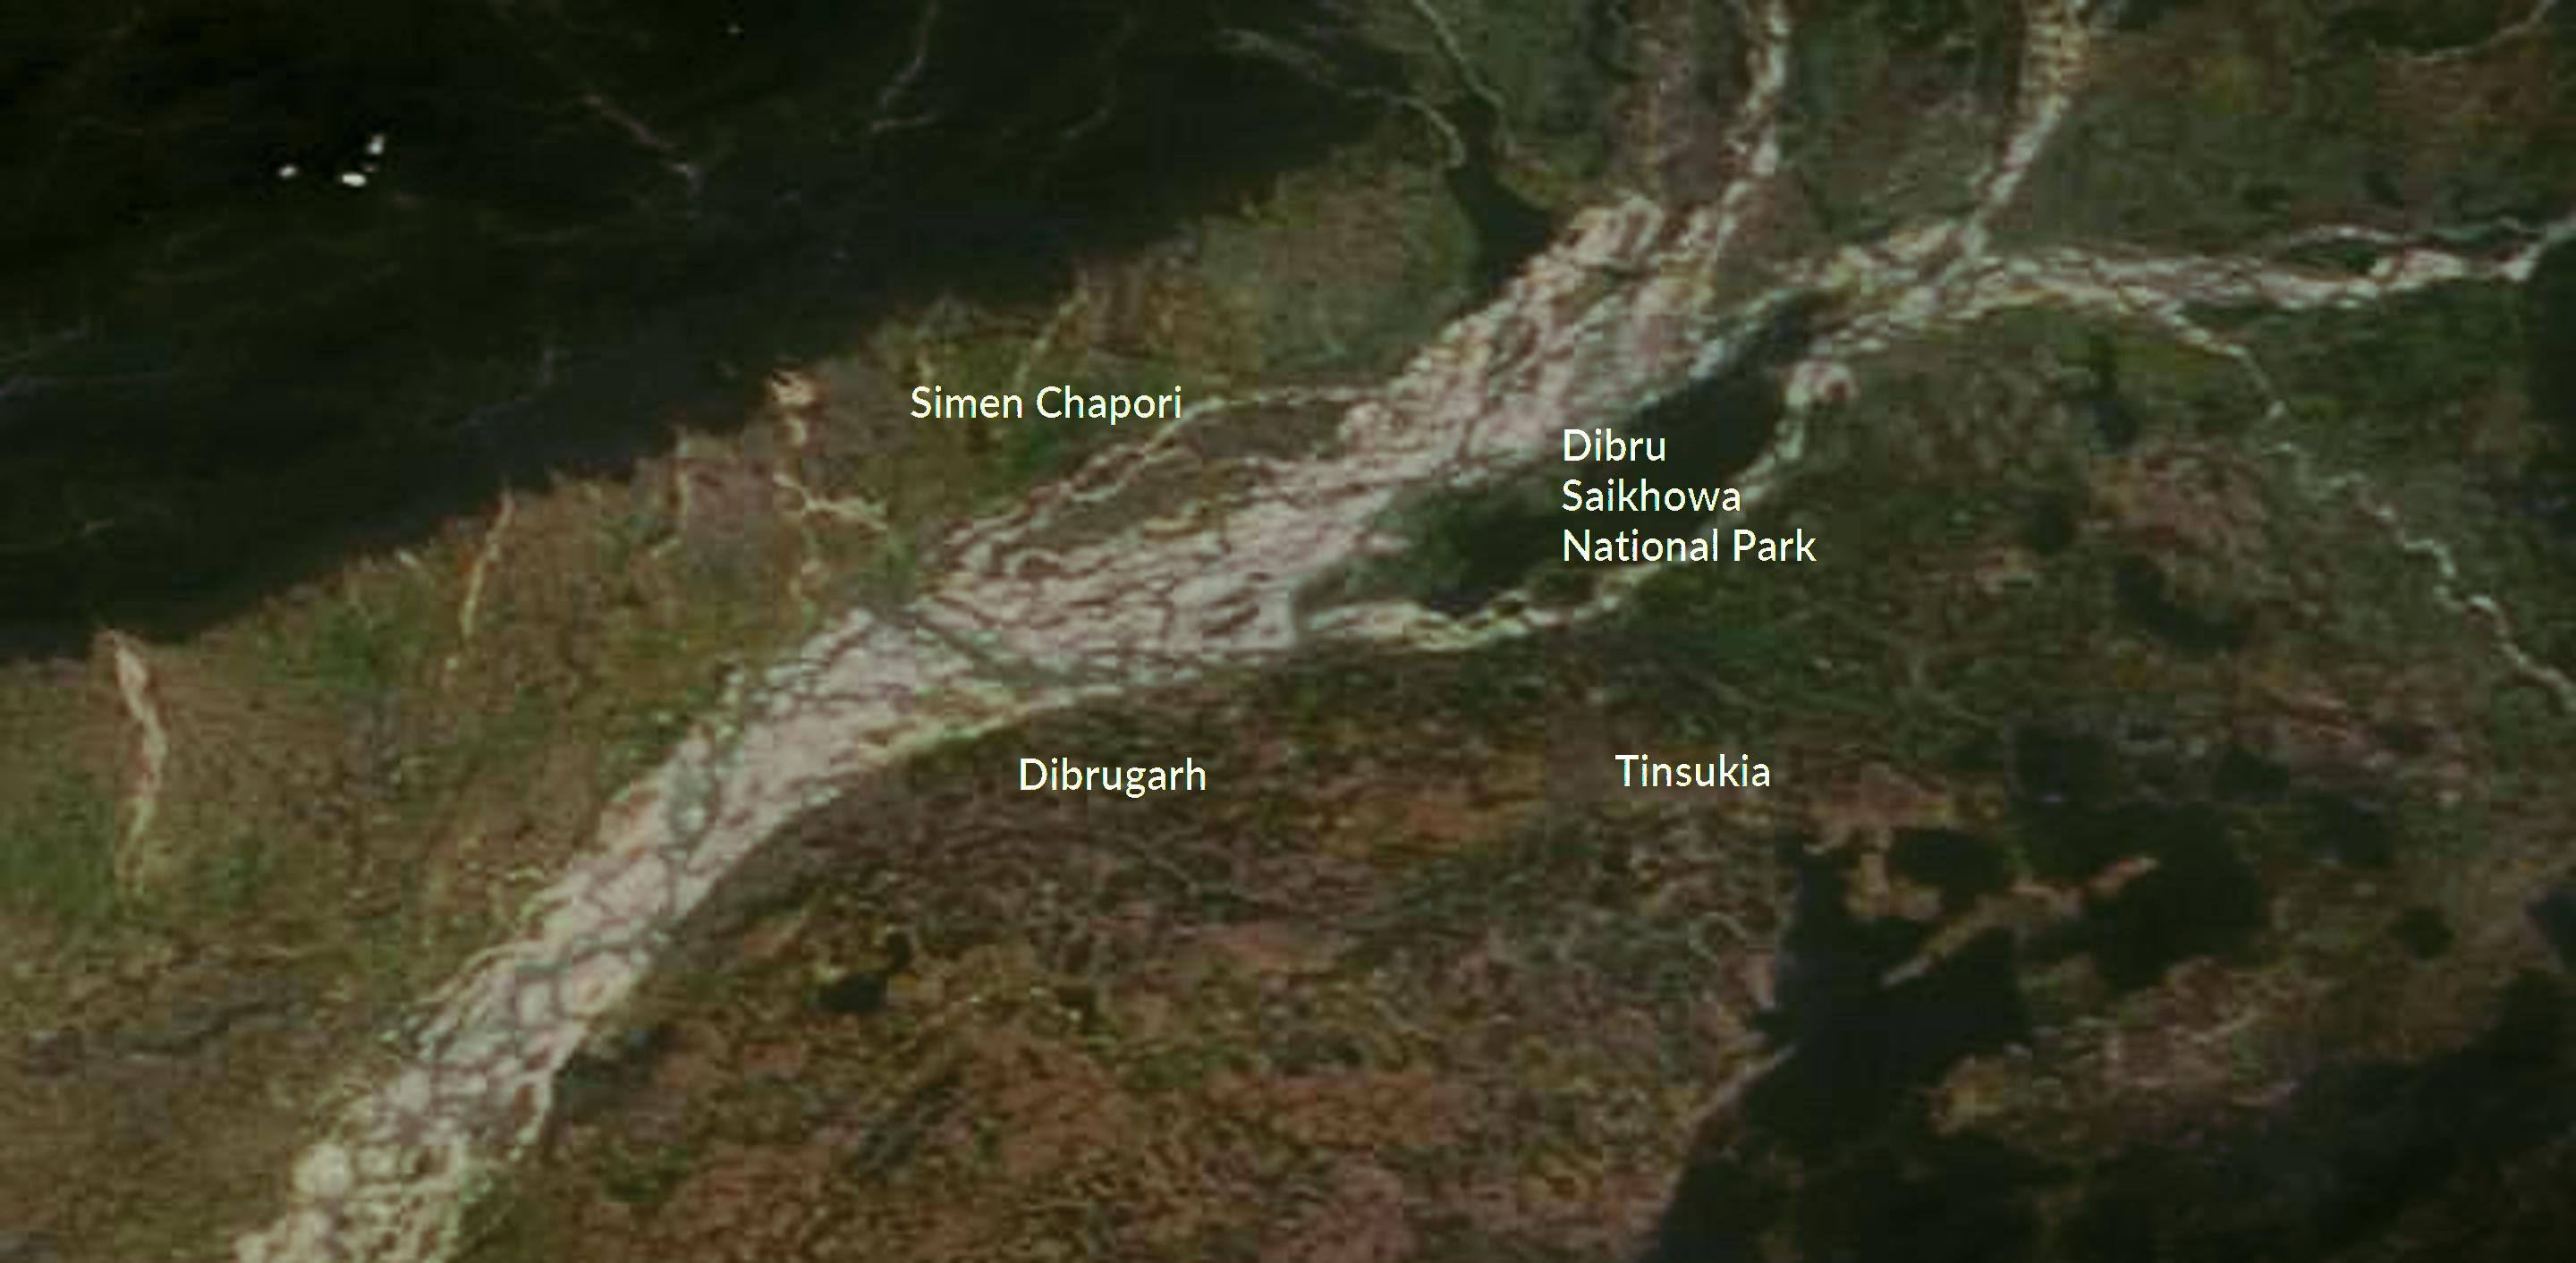 Simen Chapori
Dibru
Saikhowa
National Park
Dibrugarh
Tinsukia